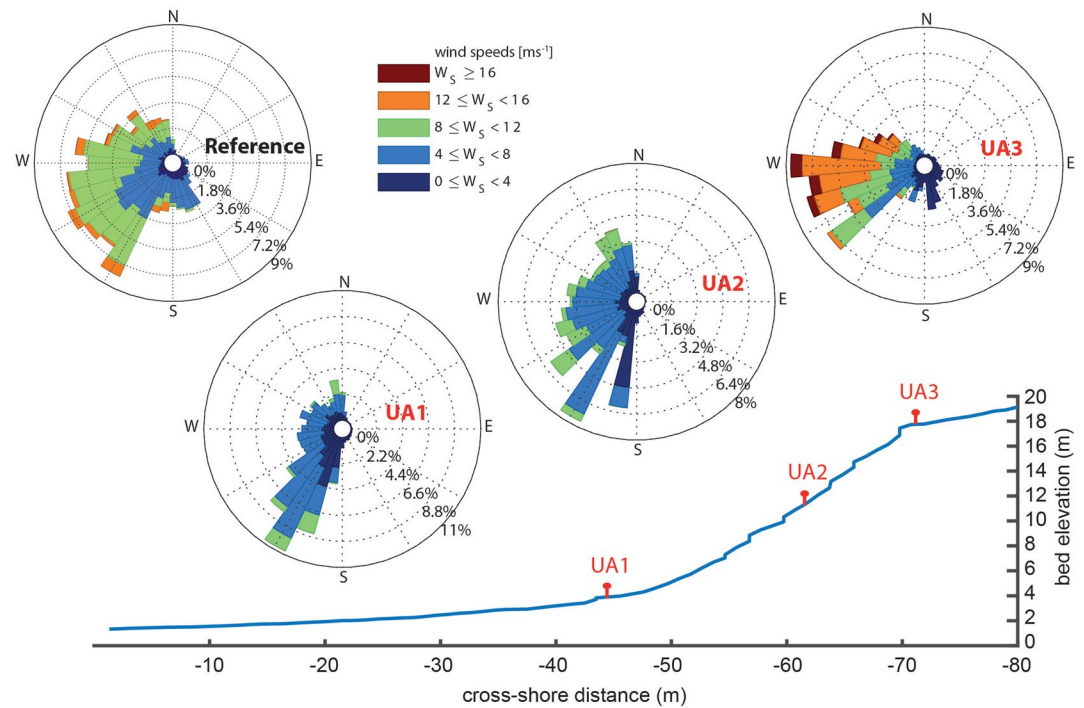 N
W
E
S
Reference
0%
1.8%
3.6%
5.4%
7.2%
9%
wind speeds [ms⁻¹]
W_S ≥ 16
12 ≤ W_S < 16
8 ≤ W_S < 12
4 ≤ W_S < 8
0 ≤ W_S < 4
N
W
E
S
UA3
0%
1.8%
3.6%
5.4%
7.2%
9%
N
W
E
S
UA2
0%
1.6%
3.2%
4.8%
6.4%
8%
N
W
E
S
UA1
0%
2.2%
4.4%
6.6%
8.8%
11%
UA1
UA2
UA3
20
18
16
14
12
10
8
6
4
2
0
bed elevation (m)
-10
-20
-30
-40
-50
-60
-70
-80
cross-shore distance (m)